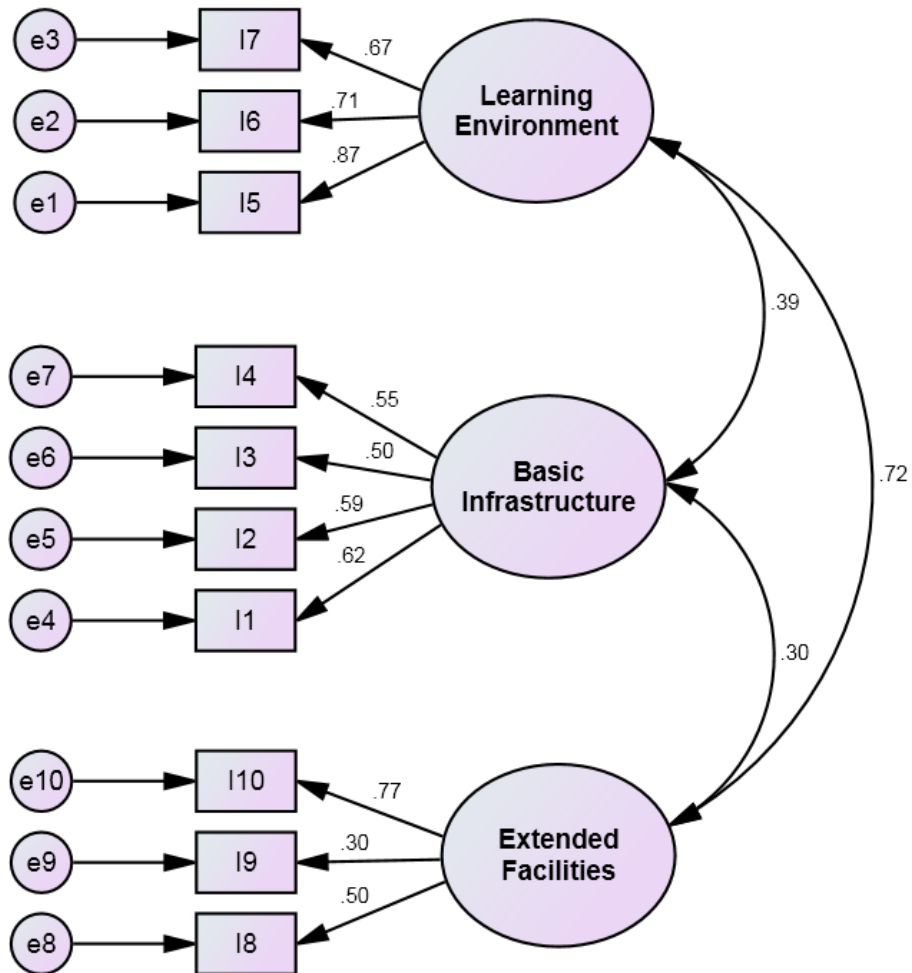 e3
I7
.67
Learning
Environment
e2
I6
.71
e1
I5
.87
.39
e7
I4
.55
e6
I3
.50
Basic
Infrastructure
.72
e5
I2
.59
e4
I1
.62
.30
e10
I10
.77
e9
I9
.30
Extended
Facilities
e8
I8
.50